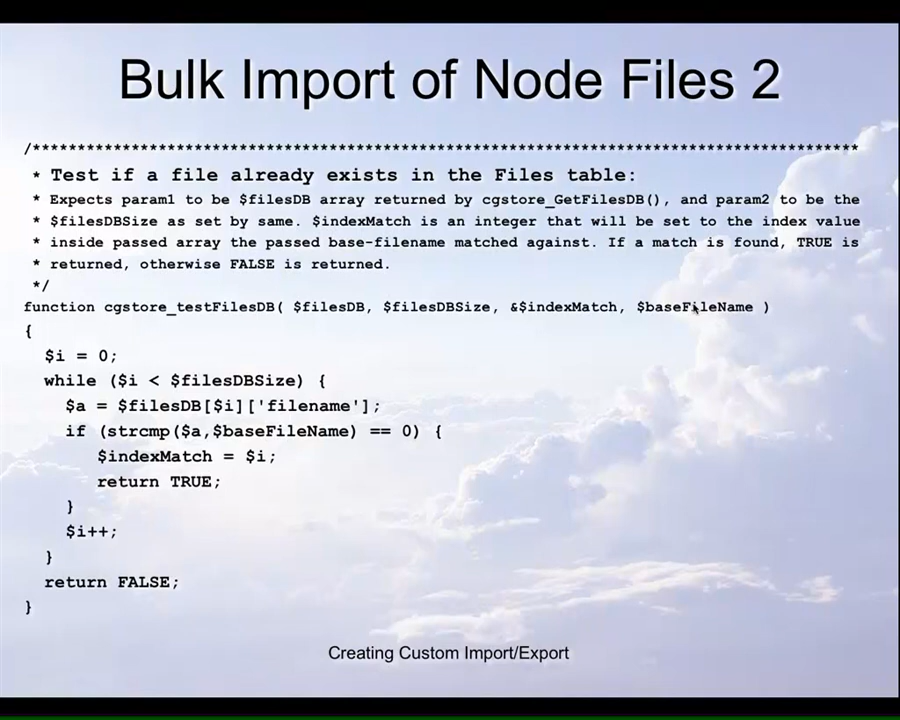 Bulk Import of Node Files 2
/*******************************************************************************************
* Test if a file already exists in the Files table:
* Expects param1 to be $filesDB array returned by cgstore_GetFilesDB(), and param2 to be the
* $filesDBSize as set by same. $indexMatch is an integer that will be set to the index value
* inside passed array the passed base-filename matched against. If a match is found, TRUE is
* returned, otherwise FALSE is returned.
*/
function cgstore_testFilesDB( $filesDB, $filesDBSize, &$indexMatch, $baseFileName )
{
$i = 0;
while ($i < $filesDBSize) {
$a = $filesDB[$i]['filename'];
if (strcmp($a,$baseFileName) == 0) {
$indexMatch = $i;
return TRUE;
}
$i++;
}
return FALSE;
}
Creating Custom Import/Export